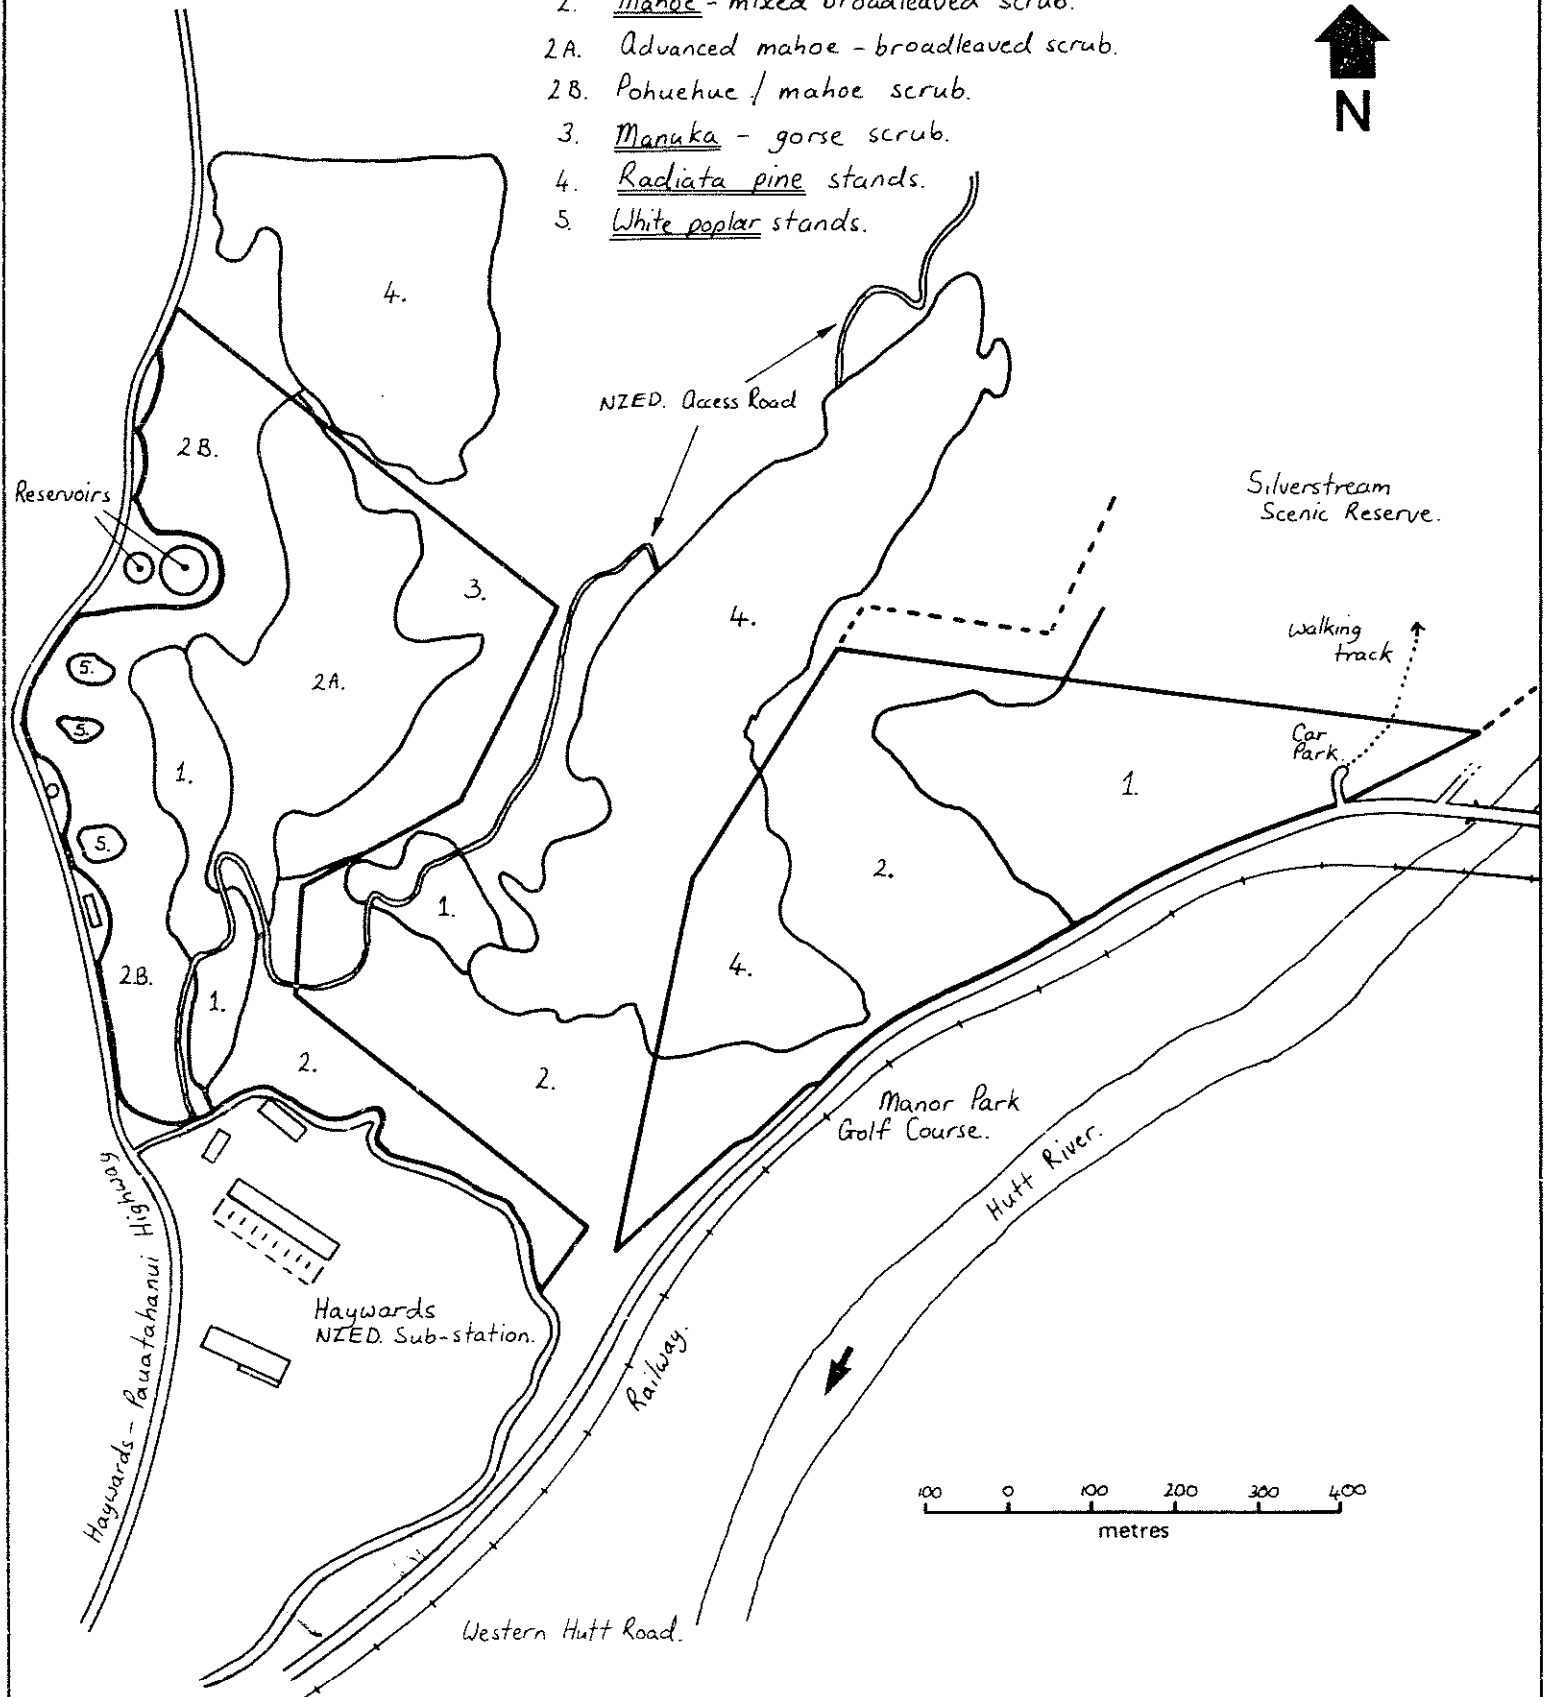 2. Mahoe - mixed broadleaved scrub.
2A. Advanced mahoe - broadleaved scrub.
2B. Pohuehue / mahoe scrub.
3. Manuka - gorse scrub.
4. Radiata pine stands.
5. White poplar stands.
N
4.
NZED. Access Road
2B.
Reservoirs
Silverstream
Scenic Reserve.
3.
4.
walking
track
5.
2A.
5.
Car
Park.
1.
1.
5.
2.
1.
4.
2B.
1.
2.
2.
Manor Park
Golf Course.
Hutt River.
Haywards - Pauatahanui Highway
Haywards
NZED. Sub-station.
Railway.
100 0 100 200 300 400
metres
Western Hutt Road.